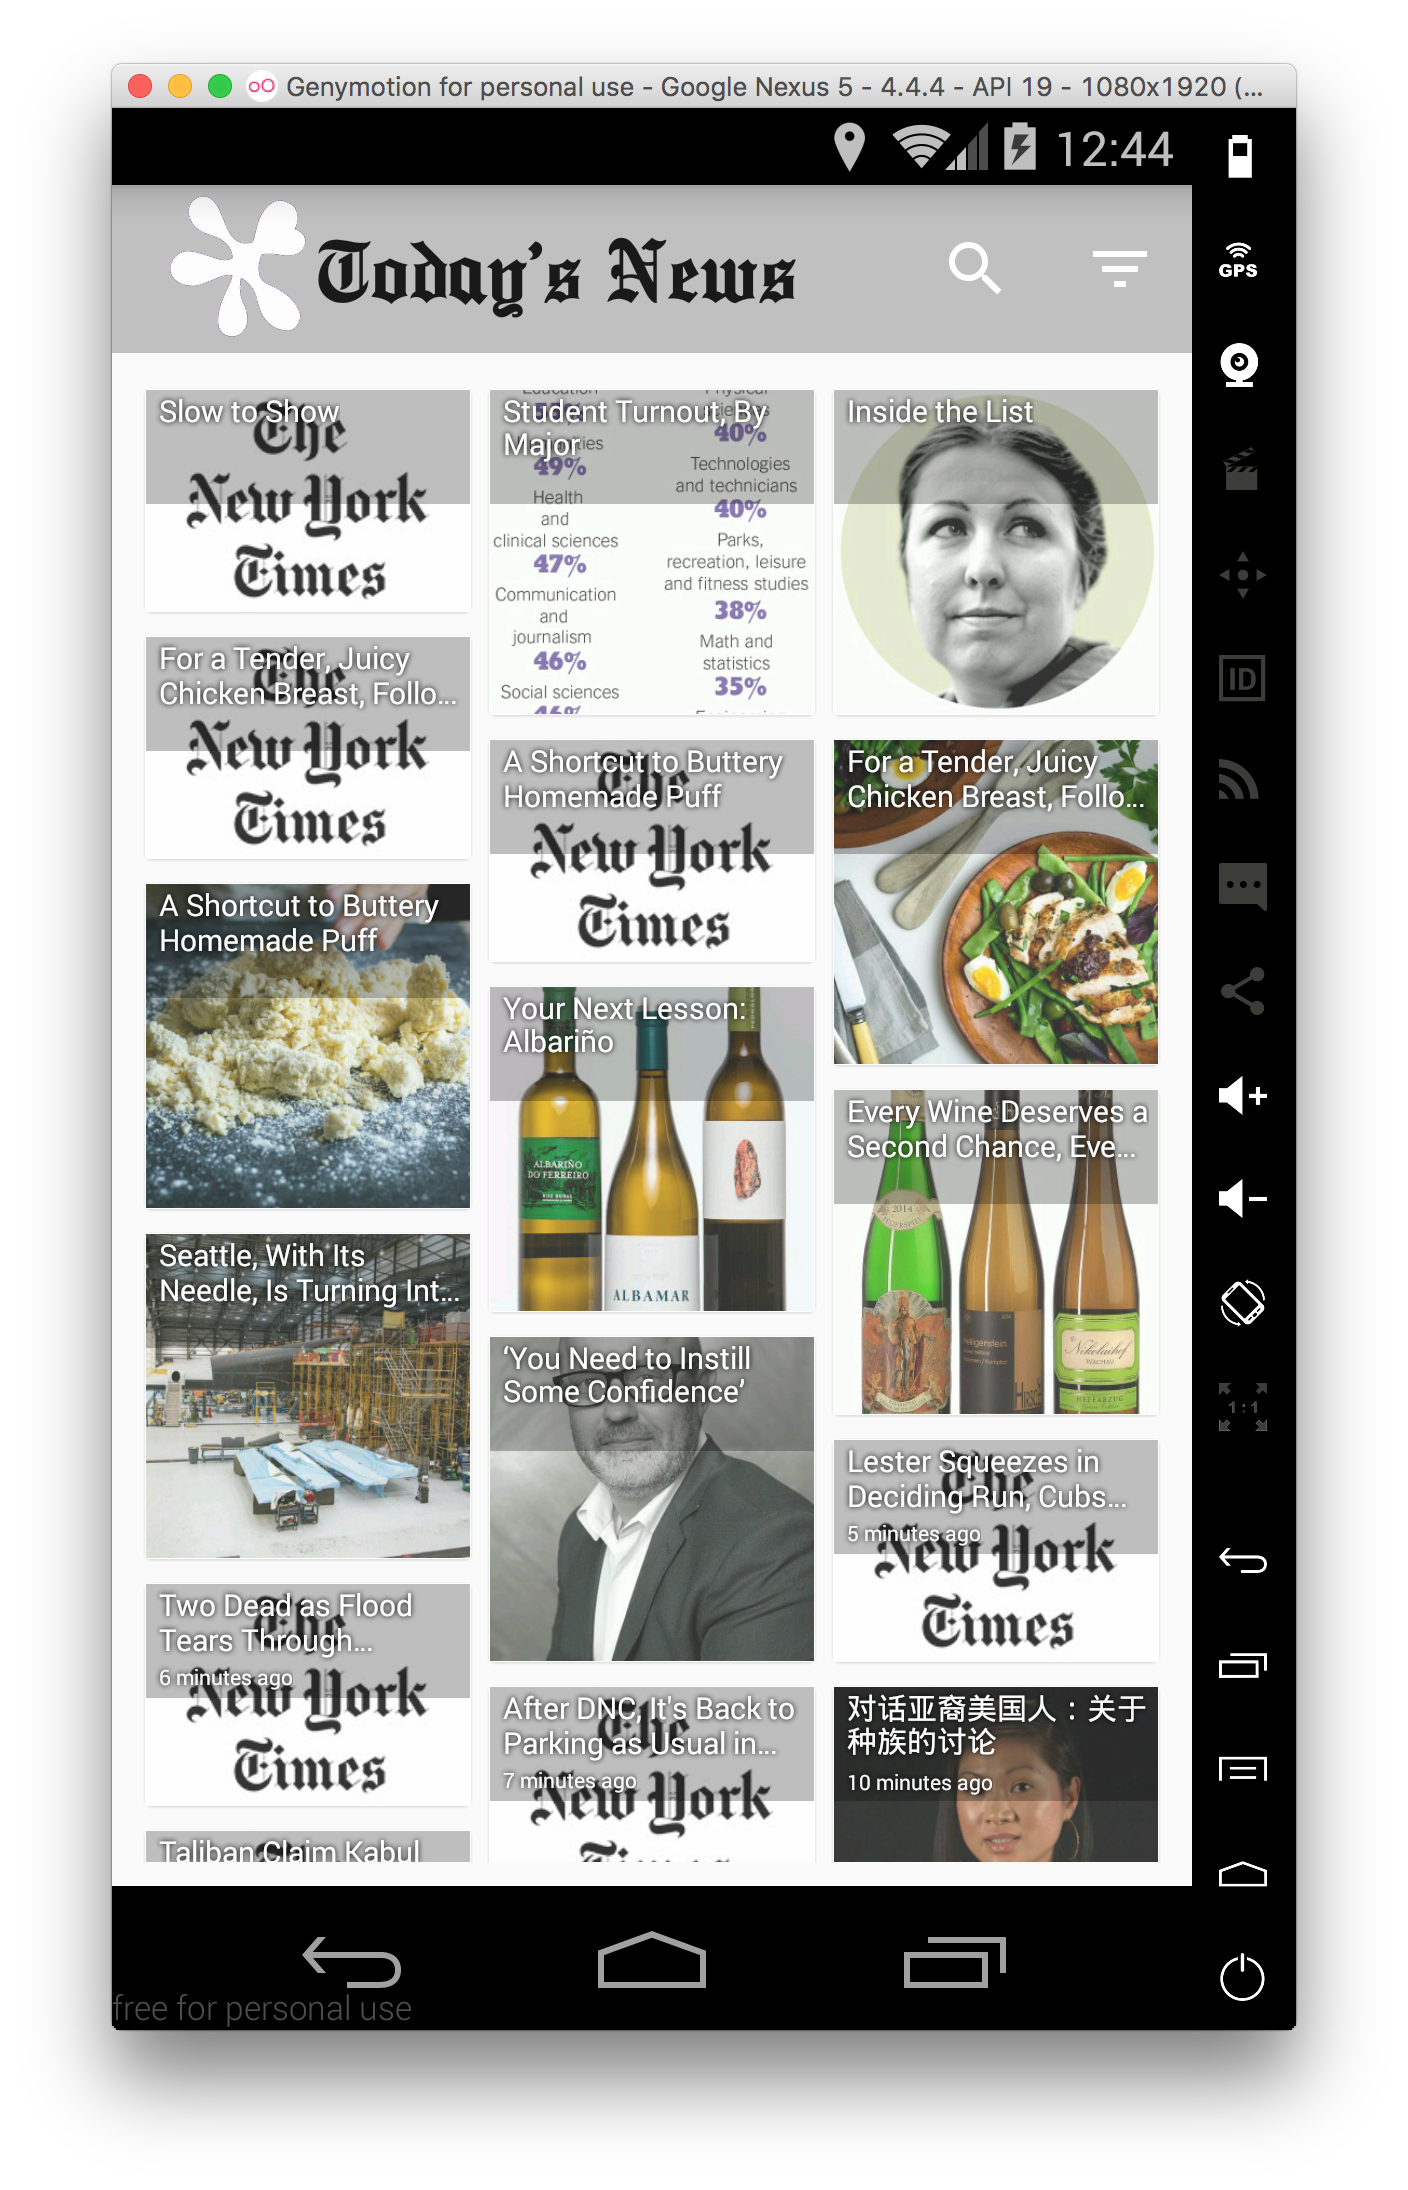 Genymotion for personal use - Google Nexus 5 - 4.4.4 - API 19 - 1080x1920 (...
12:44
GPS
Today's News
Slow to Show
The
New York
Times
Student Turnout, By
Major
49%
Health
and
clinical sciences
47%
Communication
and
journalism
46%
Social sciences
46%
Physical
sciences
40%
Technologies
and technicians
40%
Parks,
recreation, leisure
and fitness studies
38%
Math and
statistics
35%
Inside the List
For a Tender, Juicy
Chicken Breast, Follo...
The
New York
Times
A Shortcut to Buttery
Homemade Puff
The
New York
Times
For a Tender, Juicy
Chicken Breast, Follo...
A Shortcut to Buttery
Homemade Puff
Your Next Lesson:
Albariño
ALBARIÑO
DO FERREIRO
ALBAMAR
Every Wine Deserves a
Second Chance, Eve...
2014
Nikolaihof
WACHAU
Seattle, With Its
Needle, Is Turning Int...
‘You Need to Instill
Some Confidence’
Lester Squeezes in
Deciding Run, Cubs...
5 minutes ago
The
New York
Times
Two Dead as Flood
Tears Through...
6 minutes ago
The
New York
Times
After DNC, It's Back to
Parking as Usual in...
7 minutes ago
The
New York
Times
对话亚裔美国人：关于
种族的讨论
10 minutes ago
Taliban Claim Kabul
ID
1:1
free for personal use